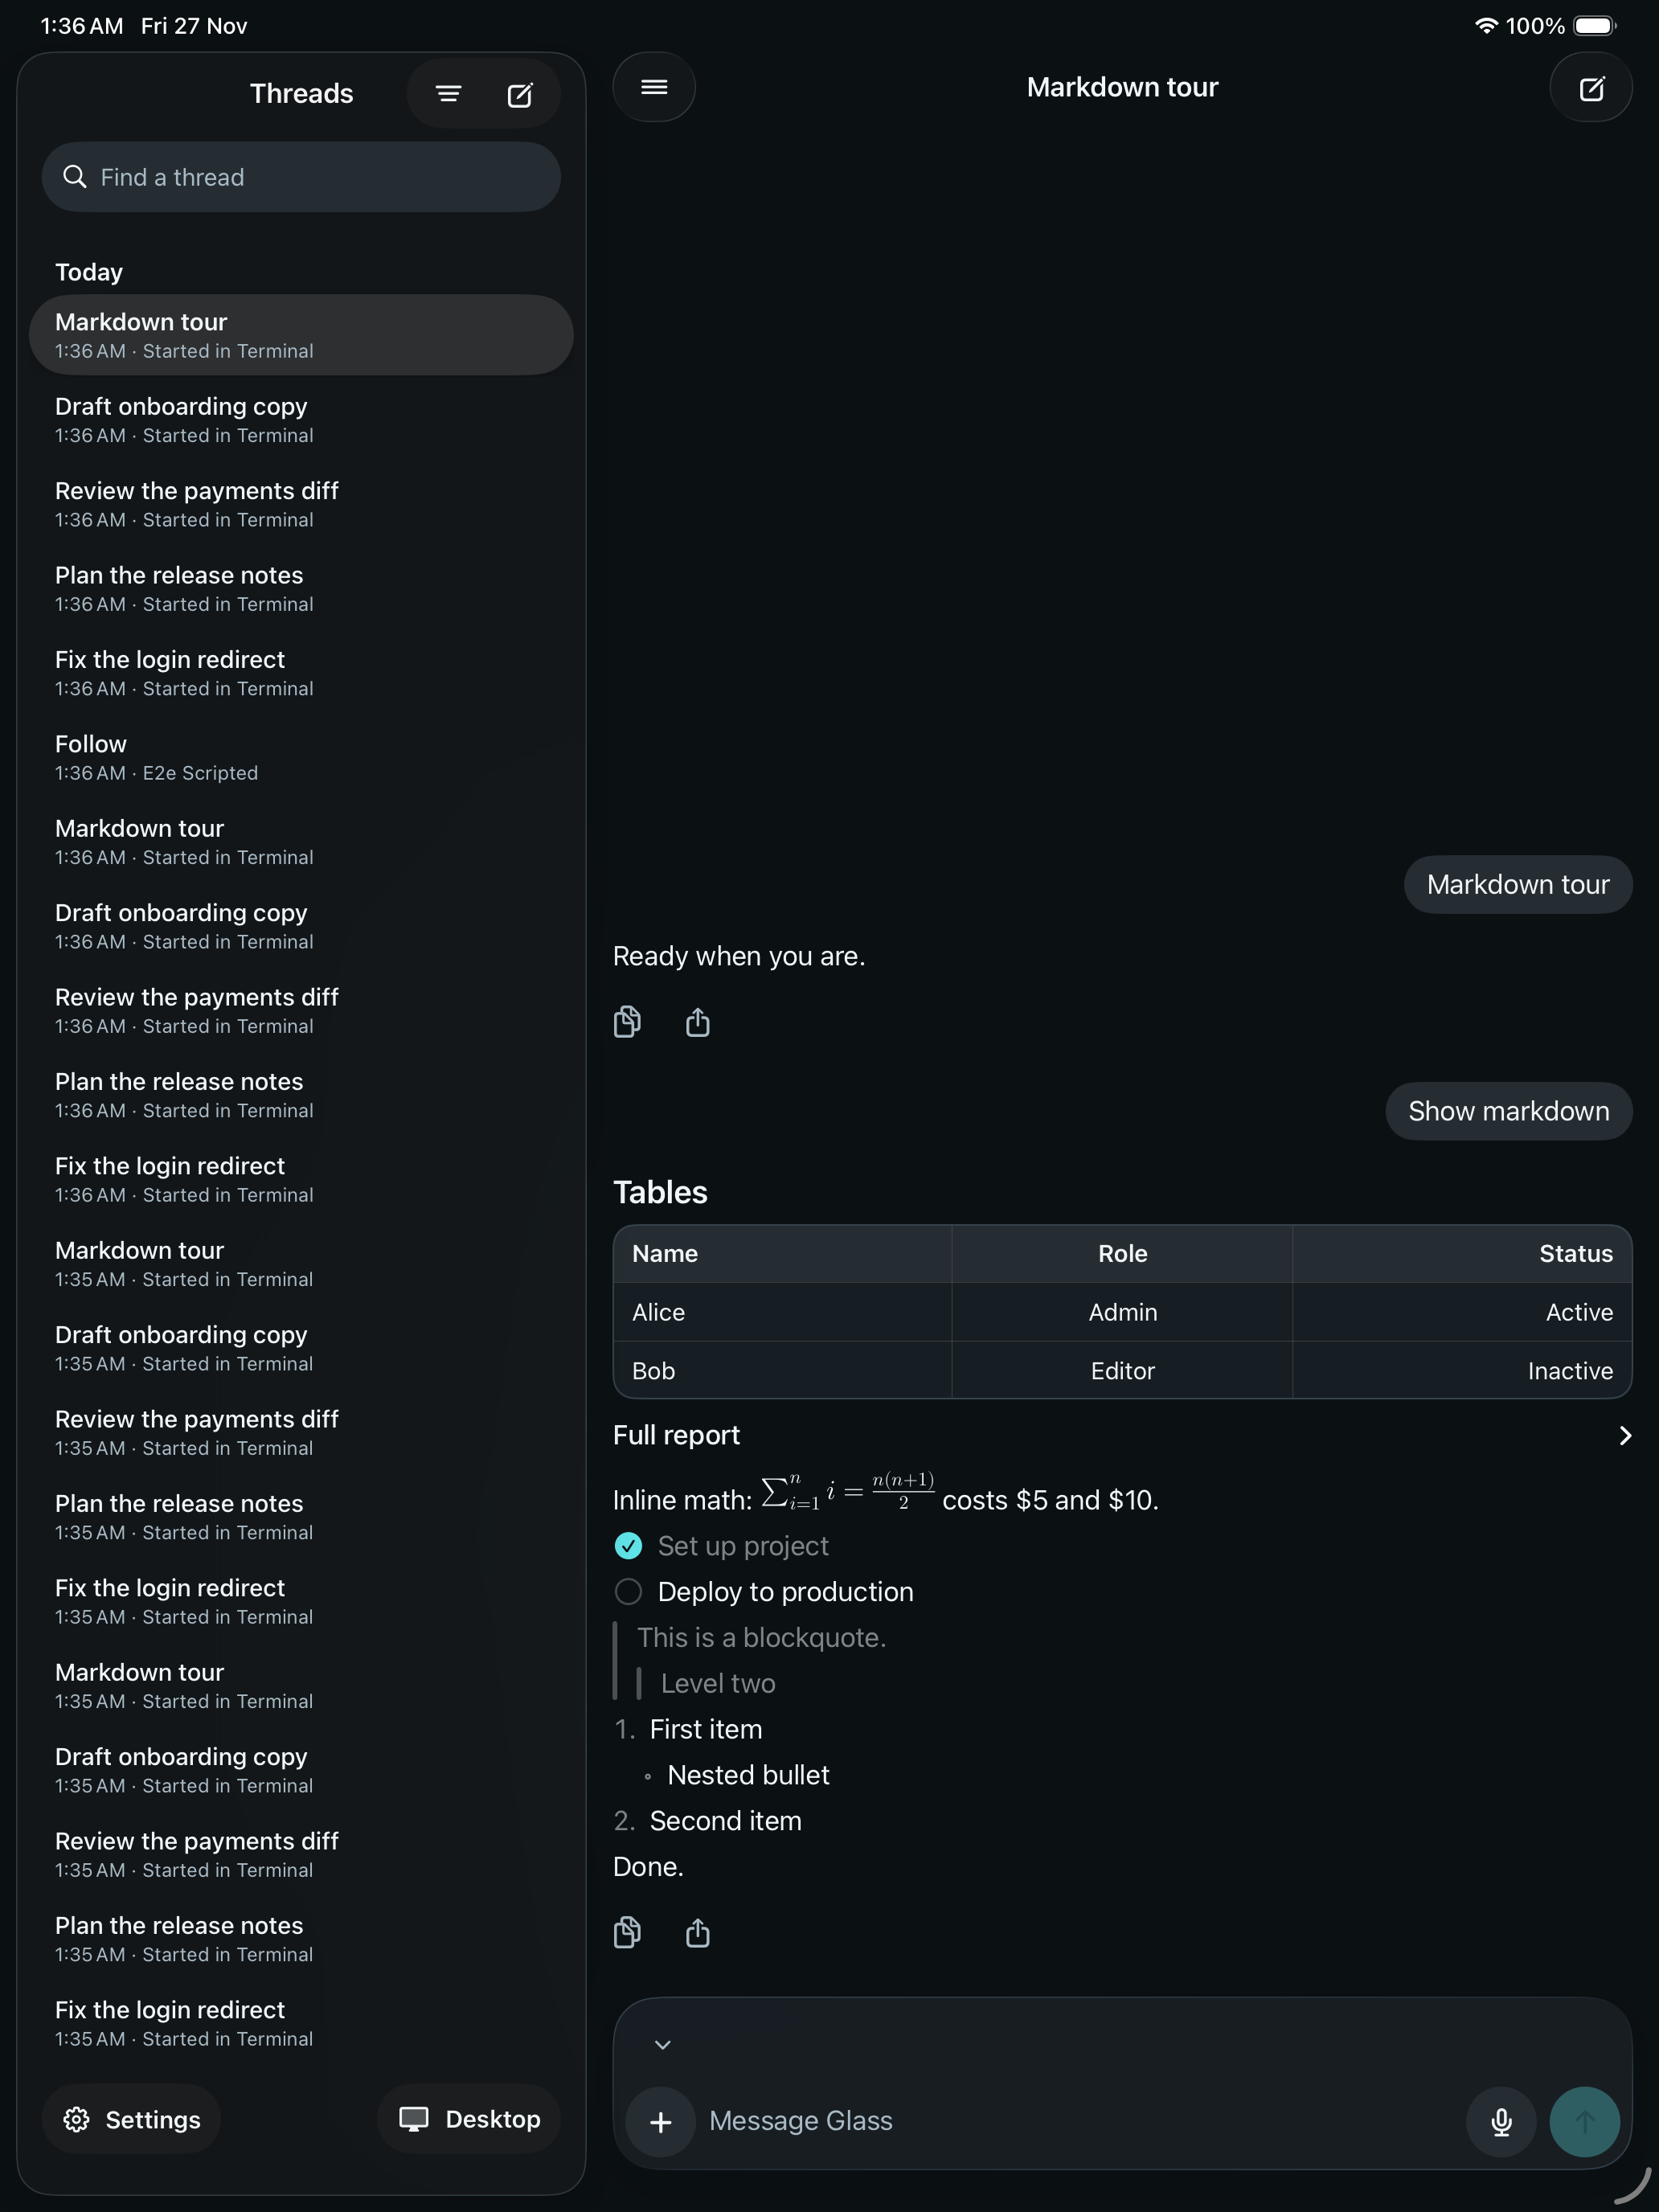 1:36 AM Fri 27 Nov
100%
Threads
Find a thread
Today
Markdown tour
1:36 AM · Started in Terminal
Draft onboarding copy
1:36 AM · Started in Terminal
Review the payments diff
1:36 AM · Started in Terminal
Plan the release notes
1:36 AM · Started in Terminal
Fix the login redirect
1:36 AM · Started in Terminal
Follow
1:36 AM · E2e Scripted
Markdown tour
1:36 AM · Started in Terminal
Draft onboarding copy
1:36 AM · Started in Terminal
Review the payments diff
1:36 AM · Started in Terminal
Plan the release notes
1:36 AM · Started in Terminal
Fix the login redirect
1:36 AM · Started in Terminal
Markdown tour
1:35 AM · Started in Terminal
Draft onboarding copy
1:35 AM · Started in Terminal
Review the payments diff
1:35 AM · Started in Terminal
Plan the release notes
1:35 AM · Started in Terminal
Fix the login redirect
1:35 AM · Started in Terminal
Markdown tour
1:35 AM · Started in Terminal
Draft onboarding copy
1:35 AM · Started in Terminal
Review the payments diff
1:35 AM · Started in Terminal
Plan the release notes
1:35 AM · Started in Terminal
Fix the login redirect
1:35 AM · Started in Terminal
Settings
Desktop
Markdown tour
Markdown tour
Ready when you are.
Show markdown
Tables
Name Role Status
Alice Admin Active
Bob Editor Inactive
Full report
Inline math: ∑_{i=1}^{n} i = n(n+1)/2 costs $5 and $10.
Set up project
Deploy to production
This is a blockquote.
Level two
1. First item
◦ Nested bullet
2. Second item
Done.
Message Glass